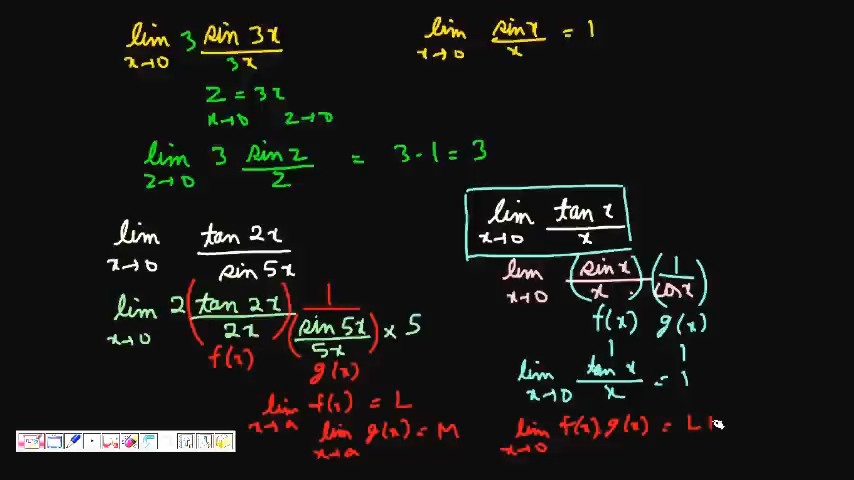 lim x→0 3 sin 3x / 3x
lim x→0 sin x / x = 1
z = 3x
x→0 z→0
lim z→0 3 sin z / z = 3 · 1 = 3
lim x→0 tan 2x / sin 5x
lim x→0 2 (tan 2x / 2x) (1 / (sin 5x / 5x)) × 5
f(x) g(x)
lim x→a f(x) = L
lim x→a g(x) = M
lim x→0 tan x / x
lim x→0 (sin x / x) · (1 / cos x)
f(x) g(x)
1 1
lim x→0 tan x / x = 1
lim x→0 f(x) · g(x) = L